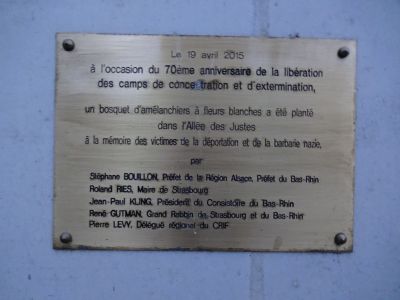 Le 19 avril 2015
à l'occasion du 70ème anniversaire de la libération
des camps de concentration et d'extermination,
un bosquet d'amélanchiers à fleurs blanches a été planté
dans l'Allée des Justes
à la mémoire des victimes de la déportation et de la barbarie nazie,
par
Stéphane BOUILLON, Préfet de la Région Alsace, Préfet du Bas-Rhin
Roland RIES, Maire de Strasbourg
Jean-Paul KLING, Président du Consistoire du Bas-Rhin
René GUTMAN, Grand Rabbin de Strasbourg et du Bas-Rhin
Pierre LEVY, Délégué régional du CRIF